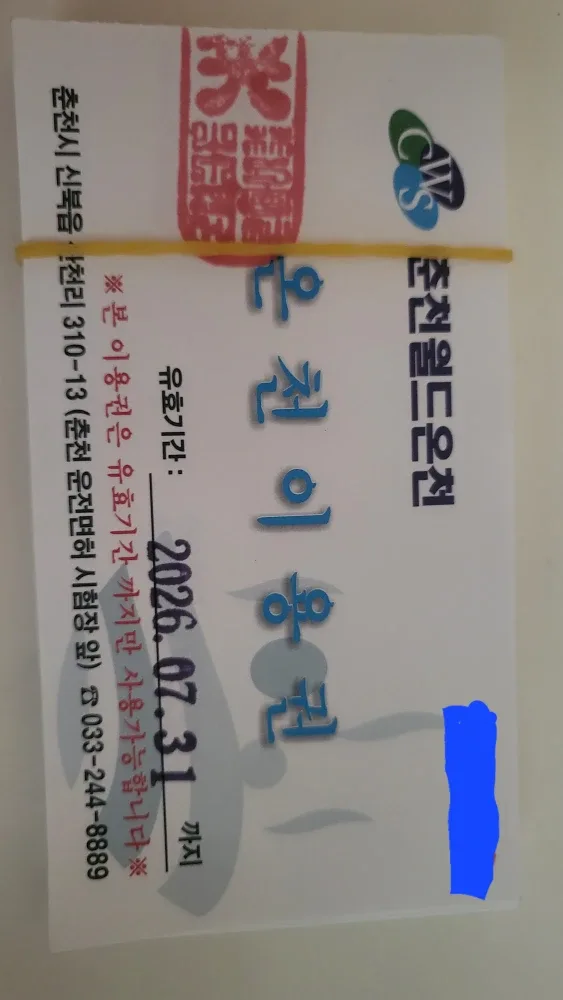 CWS
춘천월드온천
온천이용권
유효기간 : 2026.07.31 까지
※본 이용권은 유효기간 까지만 사용가능합니다※
춘천시 신북읍 천리 310-13 (춘천 운전면허 시험장 앞) ☎ 033-244-8889